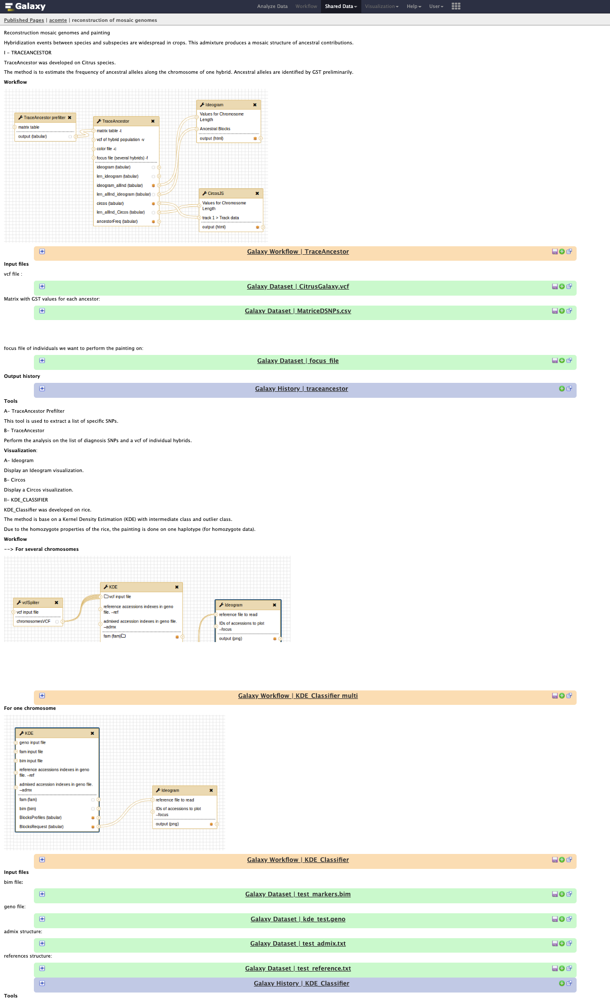 Galaxy
Analyze Data Workflow Shared Data Visualization Help User
Published Pages | acomte | reconstruction of mosaic genomes
Reconstruction mosaic genomes and painting
Hybridization events between species and subspecies are widespread in crops. This admixture produces a mosaic structure of ancestral contributions.
I - TRACEANCESTOR
TraceAncestor was developed on Citrus species.
The method is to estimate the frequency of ancestral alleles along the chromosome of one hybrid. Ancestral alleles are identified by GST preliminarily.
Workflow
TraceAncestor prefilter
matrix table
output (tabular)
TraceAncestor
matrix table -t
vcf of hybrid population -v
color file -c
focus file (several hybrids) -f
ideogram (tabular)
len_ideogram (tabular)
ideogram_allInd (tabular)
len_allInd_ideogram (tabular)
circos (tabular)
len_allInd_Circos (tabular)
ancestorFreq (tabular)
Ideogram
Values for Chromosome
Length
Ancestral Blocks
output (html)
CircosJS
Values for Chromosome
Length
track 1 > Track data
output (html)
Galaxy Workflow | TraceAncestor
Input files
vcf file :
Galaxy Dataset | CitrusGalaxy.vcf
Matrix with GST values for each ancestor:
Galaxy Dataset | MatriceDSNPs.csv
focus file of individuals we want to perform the painting on:
Galaxy Dataset | focus_file
Output history
Galaxy History | traceancestor
Tools
A- TraceAncestor Prefilter
This tool is used to extract a list of specific SNPs.
B- TraceAncestor
Perform the analysis on the list of diagnosis SNPs and a vcf of individual hybrids.
Visualization:
A- Ideogram
Display an Ideogram visualization.
B- Circos
Display a Circos visualization.
II- KDE_CLASSIFIER
KDE_Classifier was developed on rice.
The method is base on a Kernel Density Estimation (KDE) with intermediate class and outlier class.
Due to the homozygote properties of the rice, the painting is done on one haplotype (for homozygote data).
Workflow
--> For several chromosomes
vcfSpliter
vcf input file
chromosomesVCF
KDE
vcf input file
reference accessions indexes in geno
file. --ref
admixed accession indexes in geno file.
--admx
fam (fam)
Ideogram
reference file to read
IDs of accessions to plot
--focus
output (png)
Galaxy Workflow | KDE_Classifier multi
For one chromosome
KDE
geno input file
fam input file
bim input file
reference accessions indexes in geno
file. --ref
admixed accession indexes in geno file.
--admx
fam (fam)
bim (bim)
BlocksProfiles (tabular)
BlocksRequest (tabular)
Ideogram
reference file to read
IDs of accessions to plot
--focus
output (png)
Galaxy Workflow | KDE_Classifier
Input files
bim file:
Galaxy Dataset | test_markers.bim
geno file:
Galaxy Dataset | kde_test.geno
admix structure:
Galaxy Dataset | test_admix.txt
references structure:
Galaxy Dataset | test_reference.txt
Galaxy History | KDE_Classifier
Tools